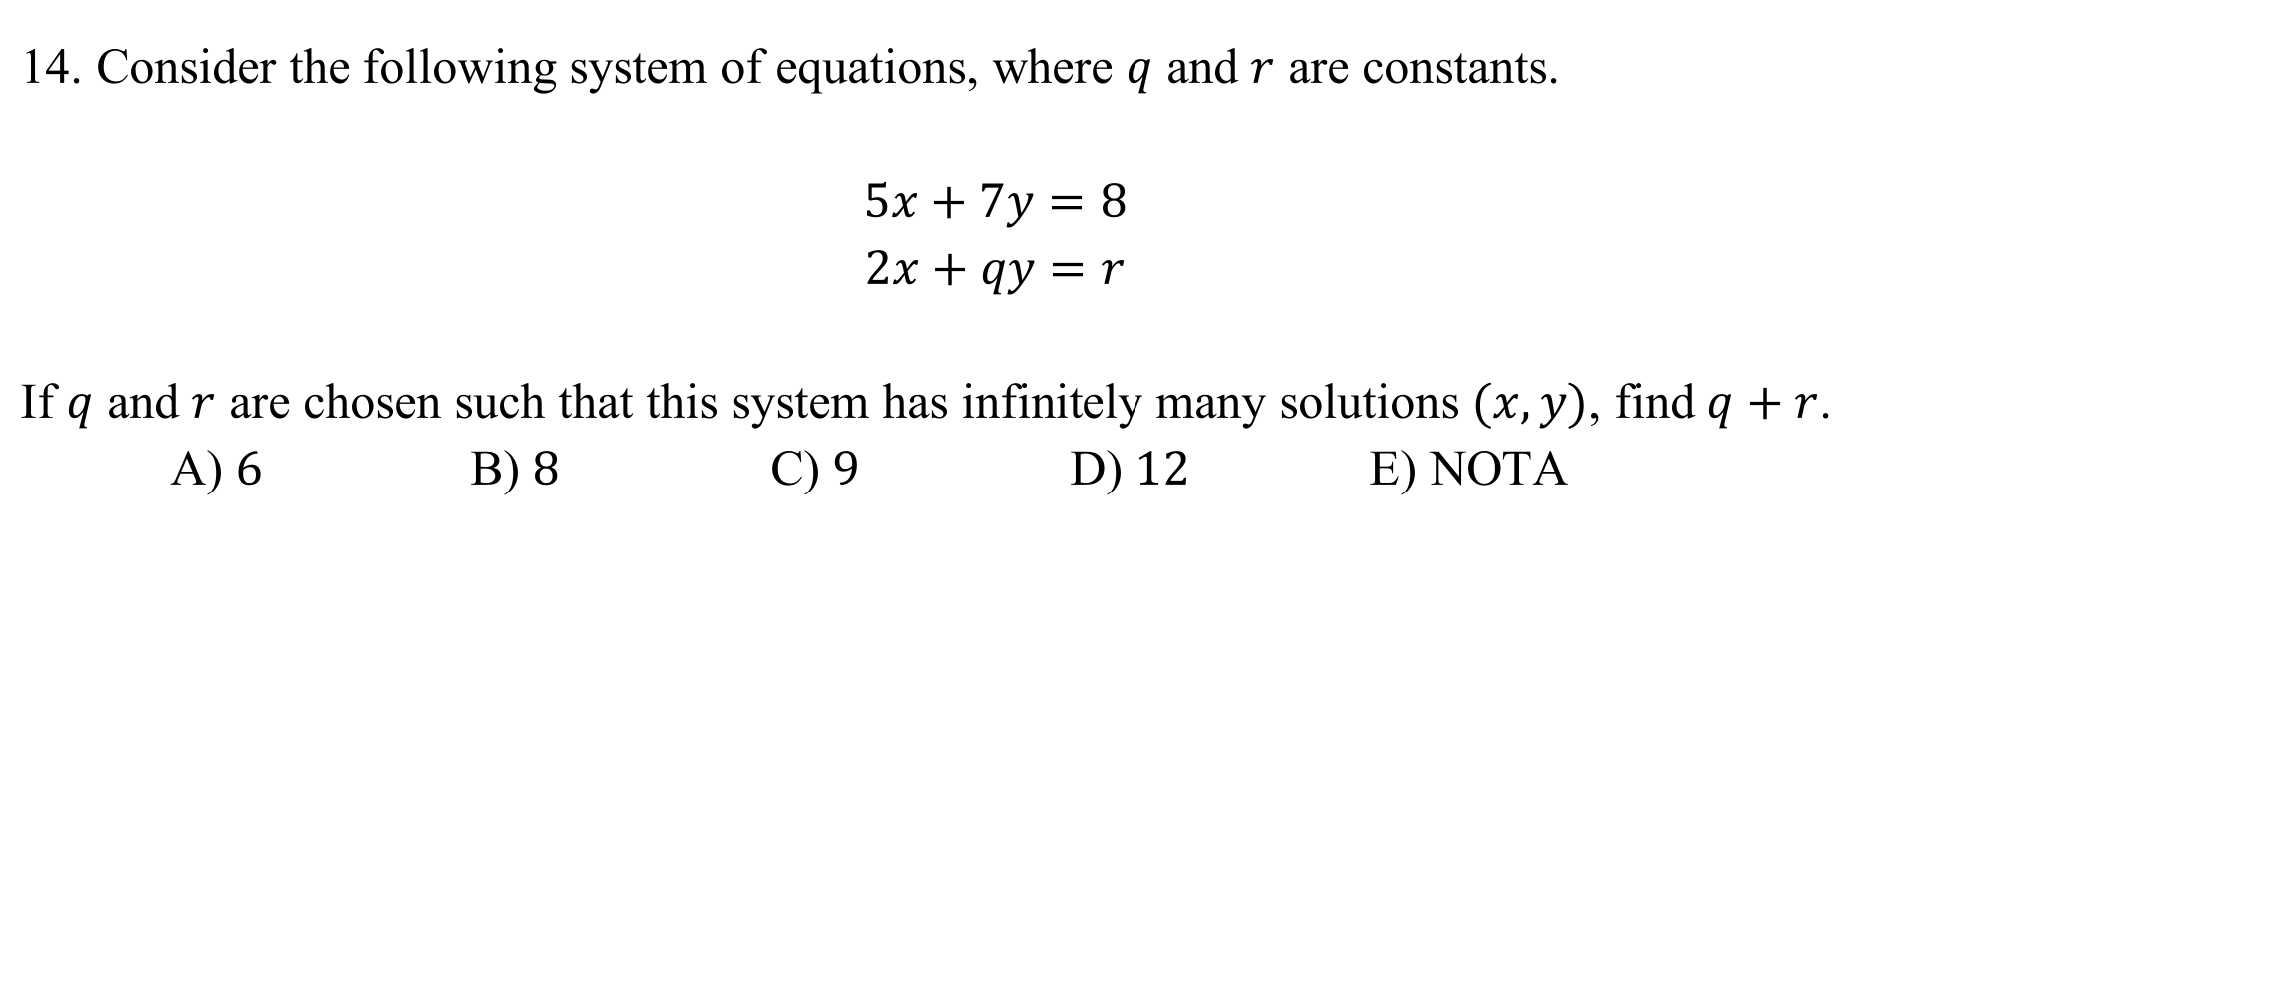 14. Consider the following system of equations, where q and r are constants.
5x + 7y = 8
2x + qy = r
If q and r are chosen such that this system has infinitely many solutions (x, y), find q + r.
A) 6 B) 8 C) 9 D) 12 E) NOTA